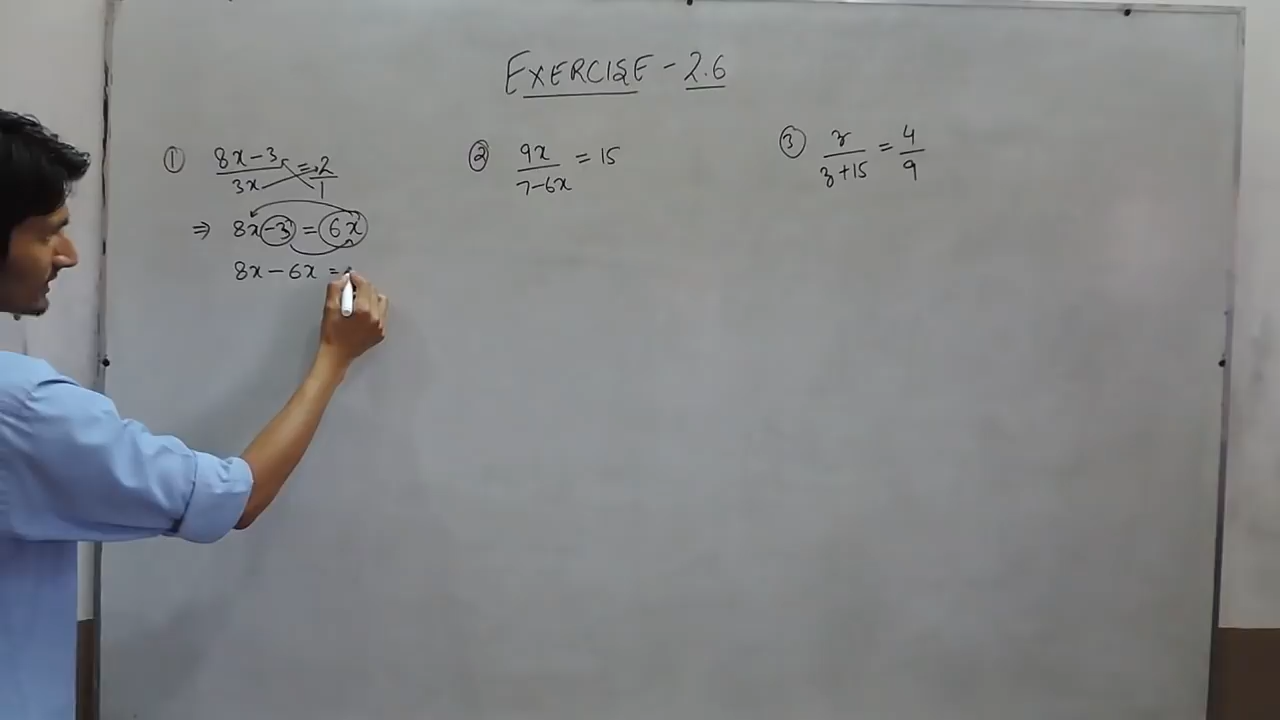 EXERCISE - 2.6
① (8x-3)/3x = 2/1
⇒ 8x-3 = 6x
8x-6x =
② 9x/(7-6x) = 15
③ z/(z+15) = 4/9